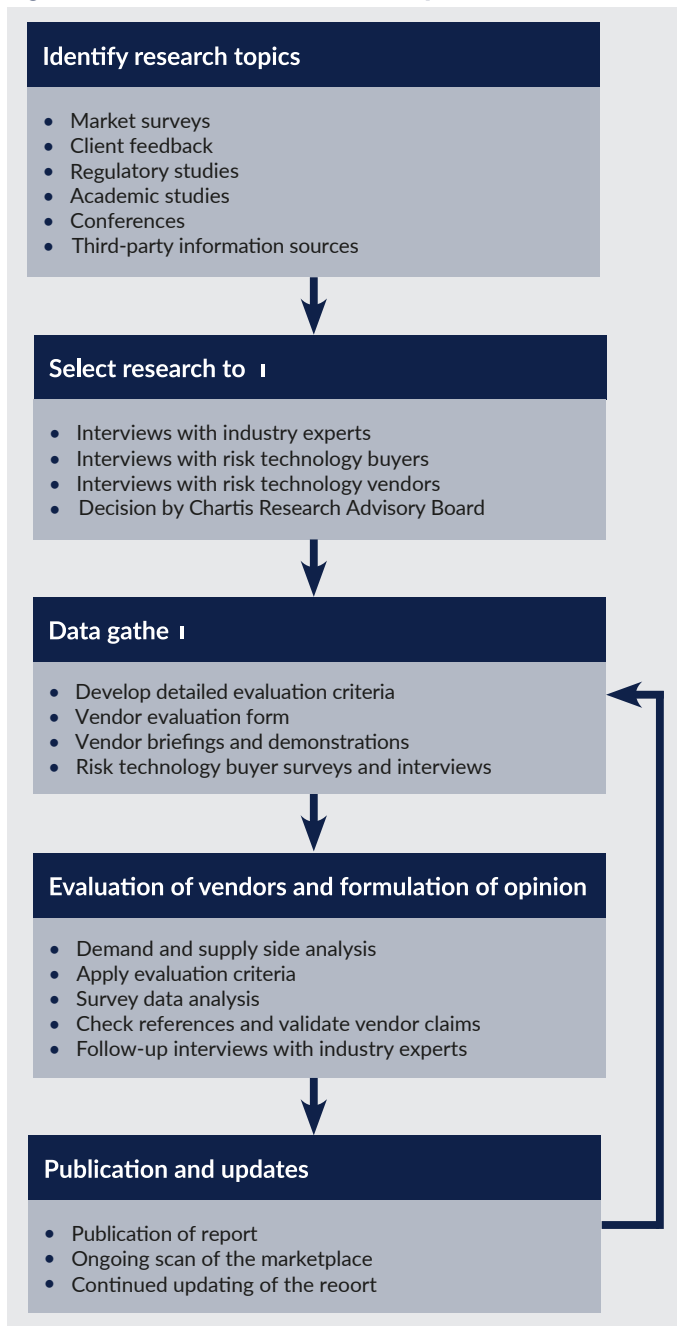 Identify research topics
• Market surveys
• Client feedback
• Regulatory studies
• Academic studies
• Conferences
• Third-party information sources
Select research to
• Interviews with industry experts
• Interviews with risk technology buyers
• Interviews with risk technology vendors
• Decision by Chartis Research Advisory Board
Data gathe
• Develop detailed evaluation criteria
• Vendor evaluation form
• Vendor briefings and demonstrations
• Risk technology buyer surveys and interviews
Evaluation of vendors and formulation of opinion
• Demand and supply side analysis
• Apply evaluation criteria
• Survey data analysis
• Check references and validate vendor claims
• Follow-up interviews with industry experts
Publication and updates
• Publication of report
• Ongoing scan of the marketplace
• Continued updating of the reoort